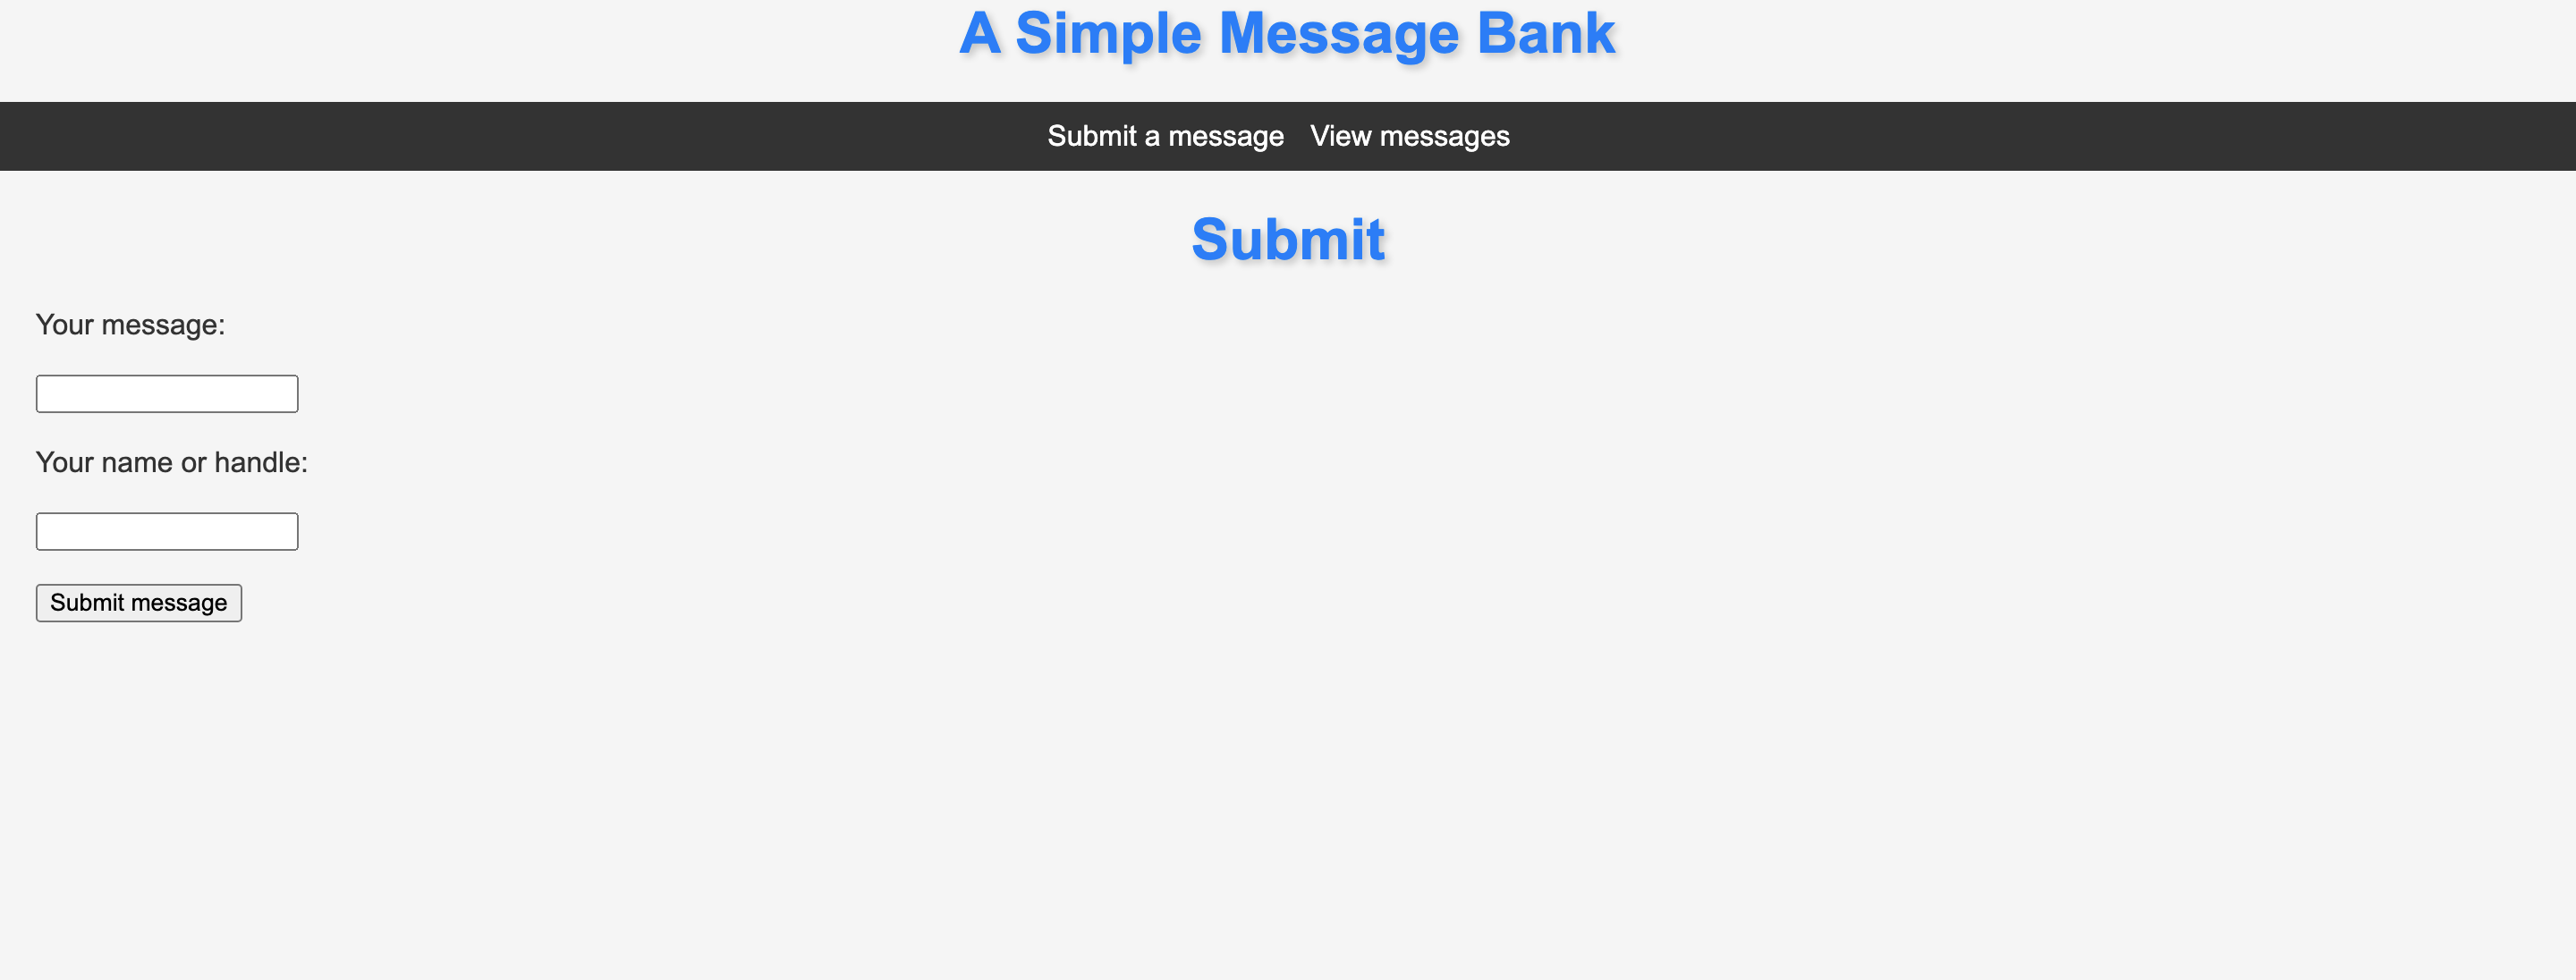 A Simple Message Bank
Submit a message View messages
Submit
Your message:
Your name or handle:
Submit message